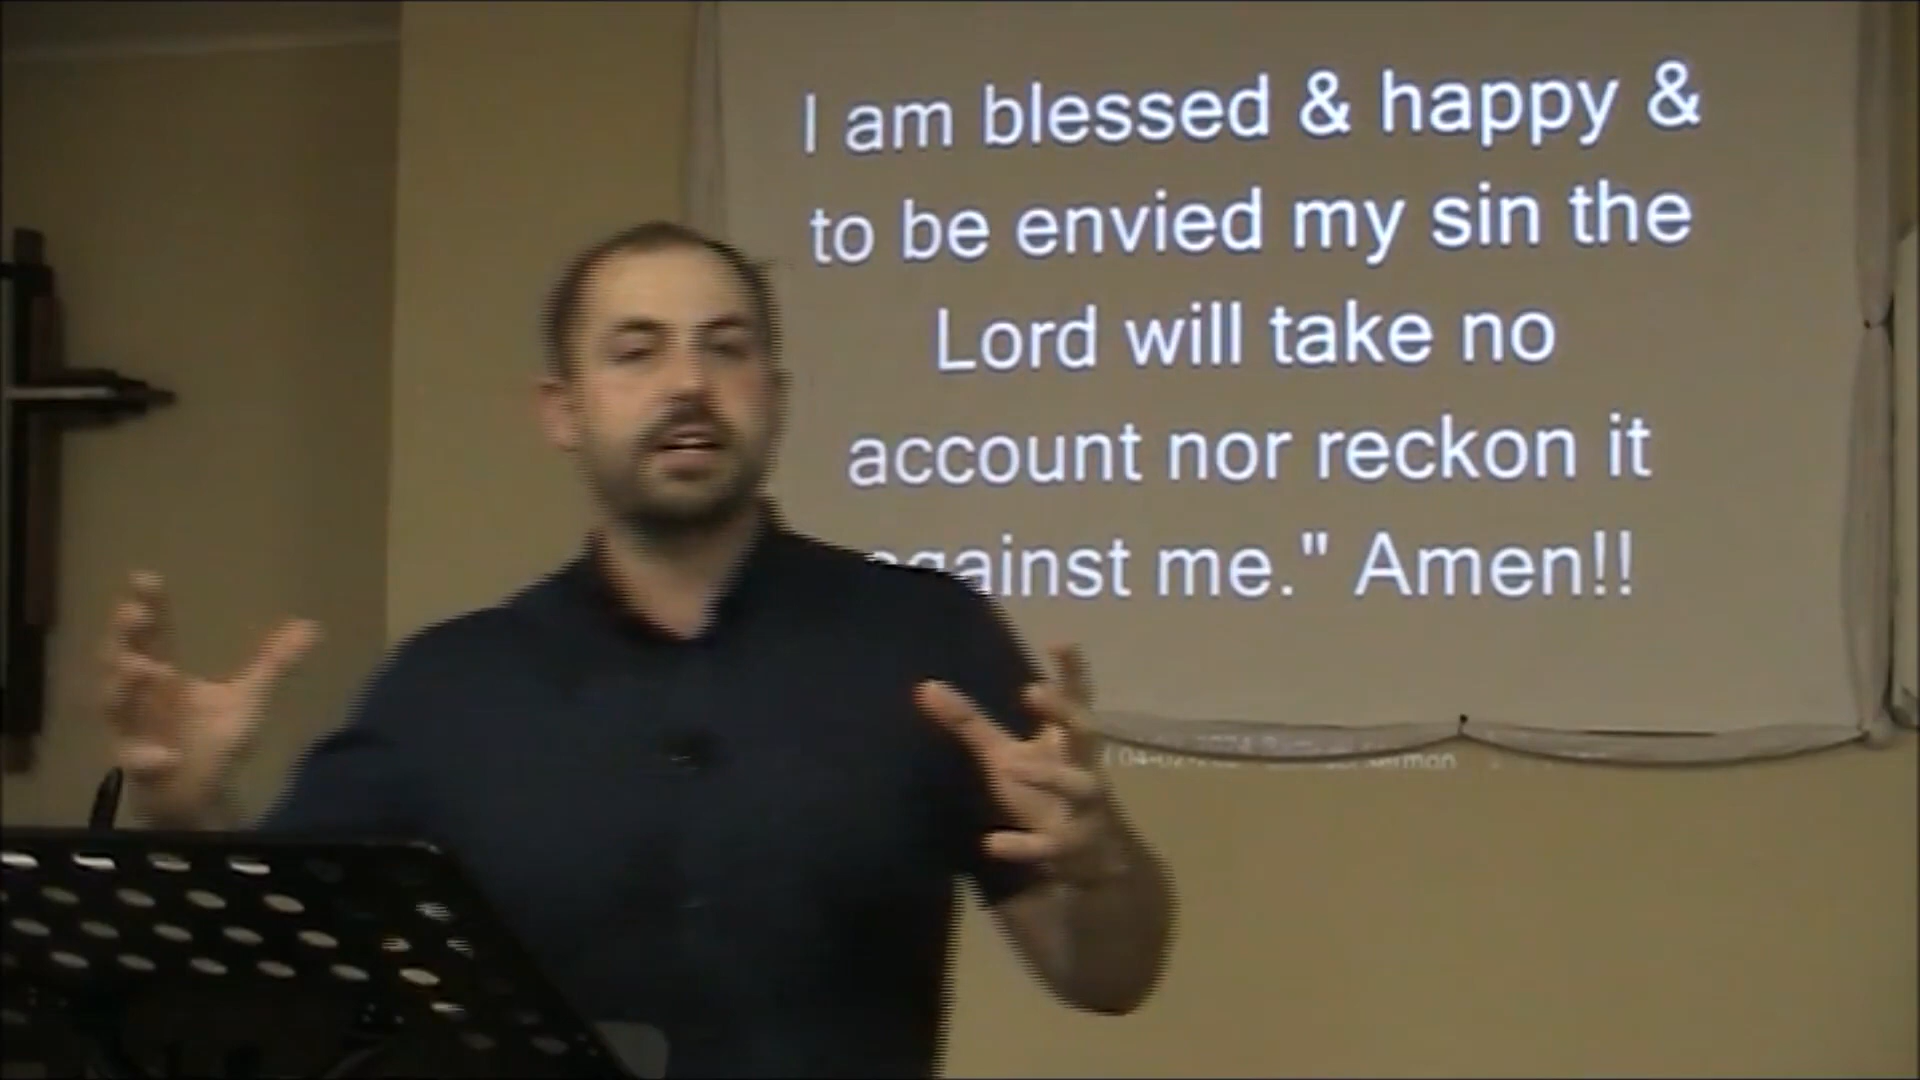 I am blessed & happy &
to be envied my sin the
Lord will take no
account nor reckon it
against me." Amen!!